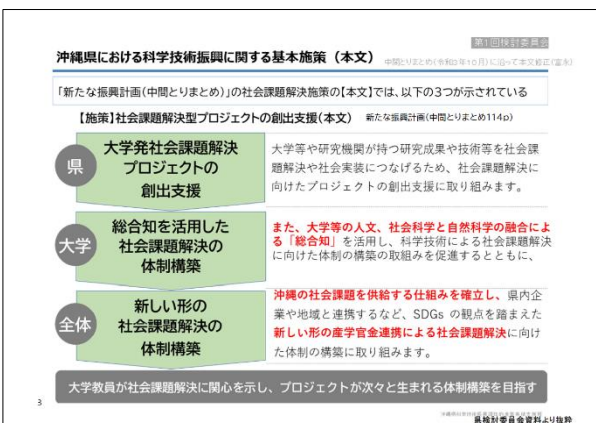 第1回検討委員会
沖縄県における科学技術振興に関する基本施策（本文）
中間とりまとめ(令和3年10月)に沿って本文修正(富永)
「新たな振興計画(中間とりまとめ)」の社会課題解決施策の【本文】では、以下の3つが示されている
【施策】社会課題解決型プロジェクトの創出支援(本文) 新たな振興計画(中間とりまとめ114p)
県
大学発社会課題解決
プロジェクトの
創出支援
大学等や研究機関が持つ研究成果や技術等を社会課
題解決や社会実装につなげるため、社会課題解決に
向けたプロジェクトの創出支援に取り組みます。
大学
総合知を活用した
社会課題解決の
体制構築
また、大学等の人文、社会科学と自然科学の融合によ
る「総合知」を活用し、科学技術による社会課題解決
に向けた体制の構築の取組みを促進するとともに、
全体
新しい形の
社会課題解決の
体制構築
沖縄の社会課題を供給する仕組みを確立し、県内企
業や地域と連携するなど、SDGs の観点を踏まえた
新しい形の産学官金連携による社会課題解決に向け
た体制の構築に取り組みます。
大学教員が社会課題解決に関心を示し、プロジェクトが次々と生まれる体制構築を目指す
3
県検討委員会資料より抜粋